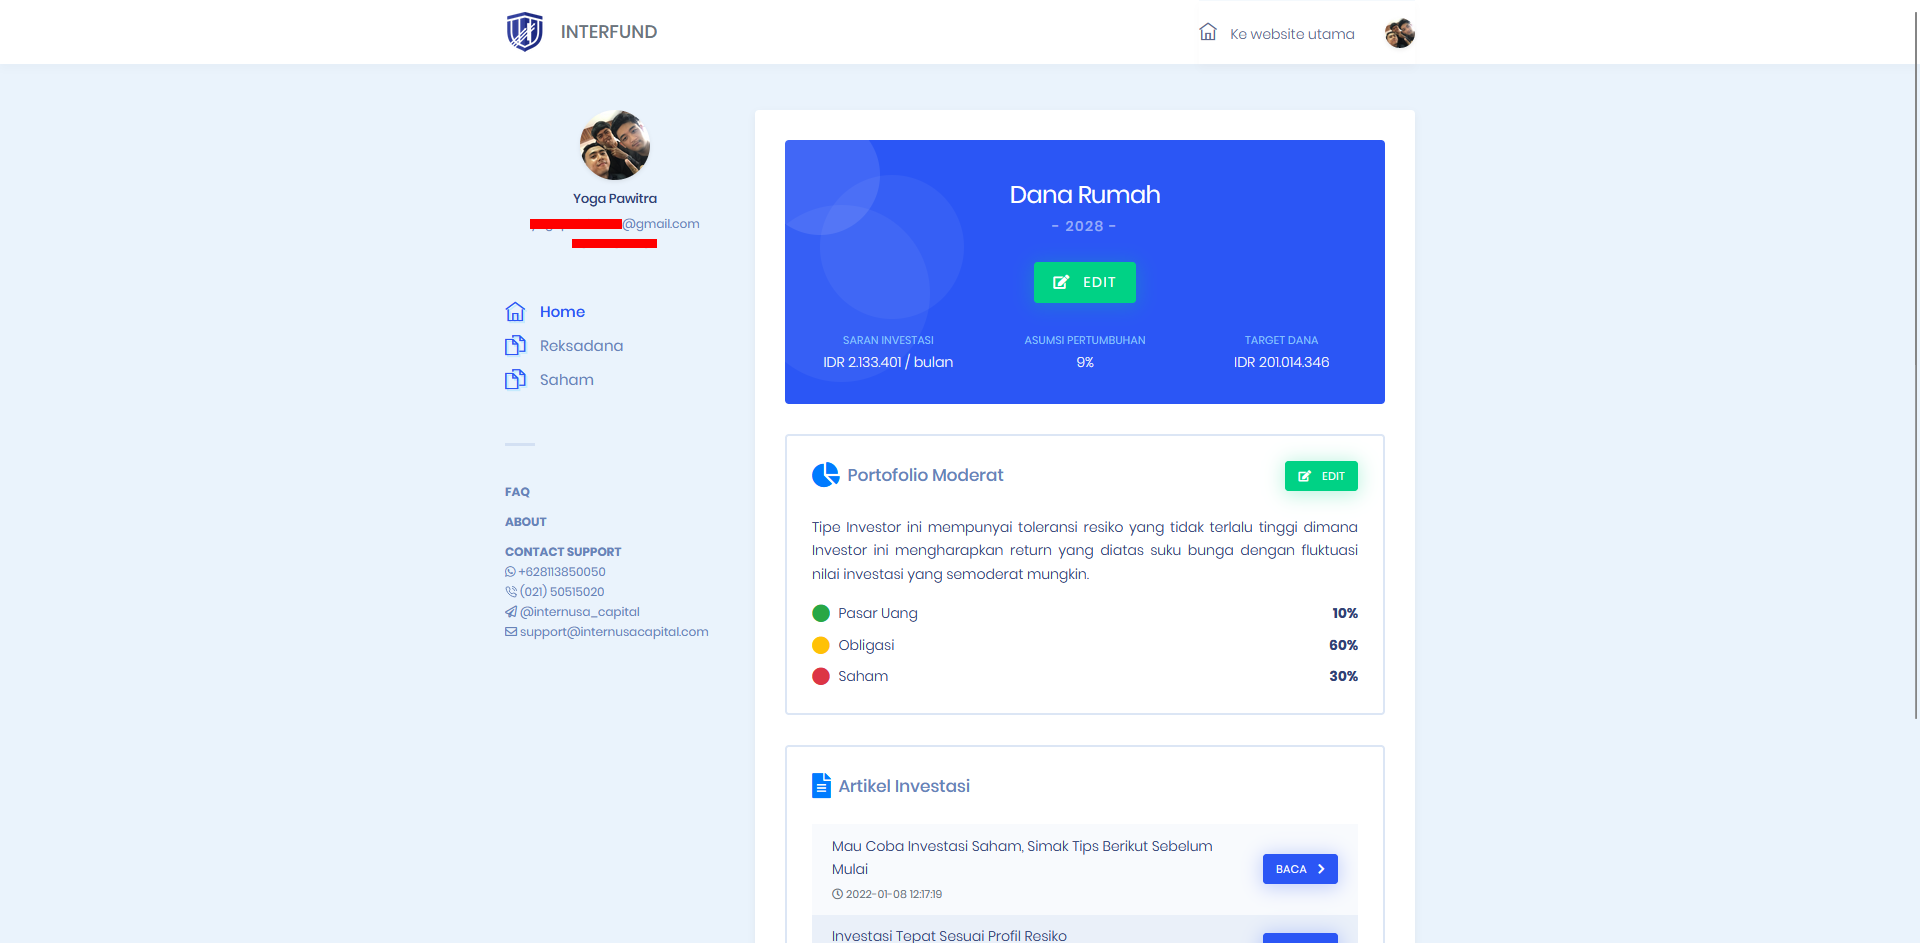 INTERFUND
Ke website utama
Yoga Pawitra
@gmail.com
Home
Reksadana
Saham
FAQ
ABOUT
CONTACT SUPPORT
+628113850050
(021) 50515020
@internusa_capital
support@internusacapital.com
Dana Rumah
- 2028 -
EDIT
SARAN INVESTASI
IDR 2.133.401 / bulan
ASUMSI PERTUMBUHAN
9%
TARGET DANA
IDR 201.014.346
Portofolio Moderat
EDIT
Tipe Investor ini mempunyai toleransi resiko yang tidak terlalu tinggi dimana
Investor ini mengharapkan return yang diatas suku bunga dengan fluktuasi
nilai investasi yang semoderat mungkin.
Pasar Uang 10%
Obligasi 60%
Saham 30%
Artikel Investasi
Mau Coba Investasi Saham, Simak Tips Berikut Sebelum
Mulai
2022-01-08 12:17:19
BACA
Investasi Tepat Sesuai Profil Resiko